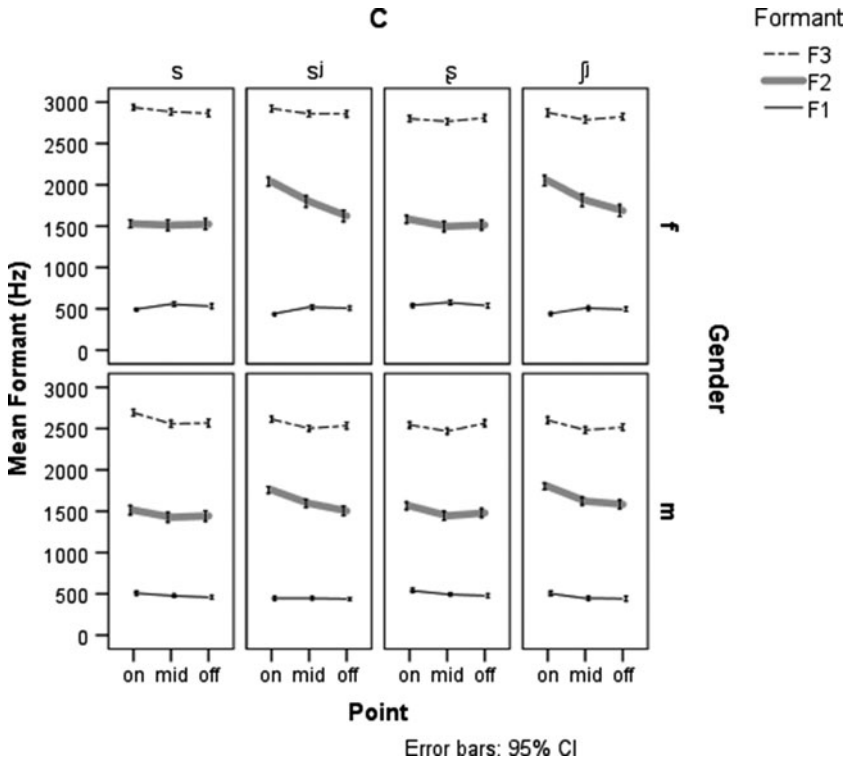 C
Formant
F3
F2
F1
s
sʲ
ʂ
ʃʲ
3000
2500
2000
1500
1000
500
0
f
3000
2500
2000
1500
1000
500
0
m
Mean Formant (Hz)
Gender
on mid off on mid off on mid off on mid off
Point
Error bars: 95% CI